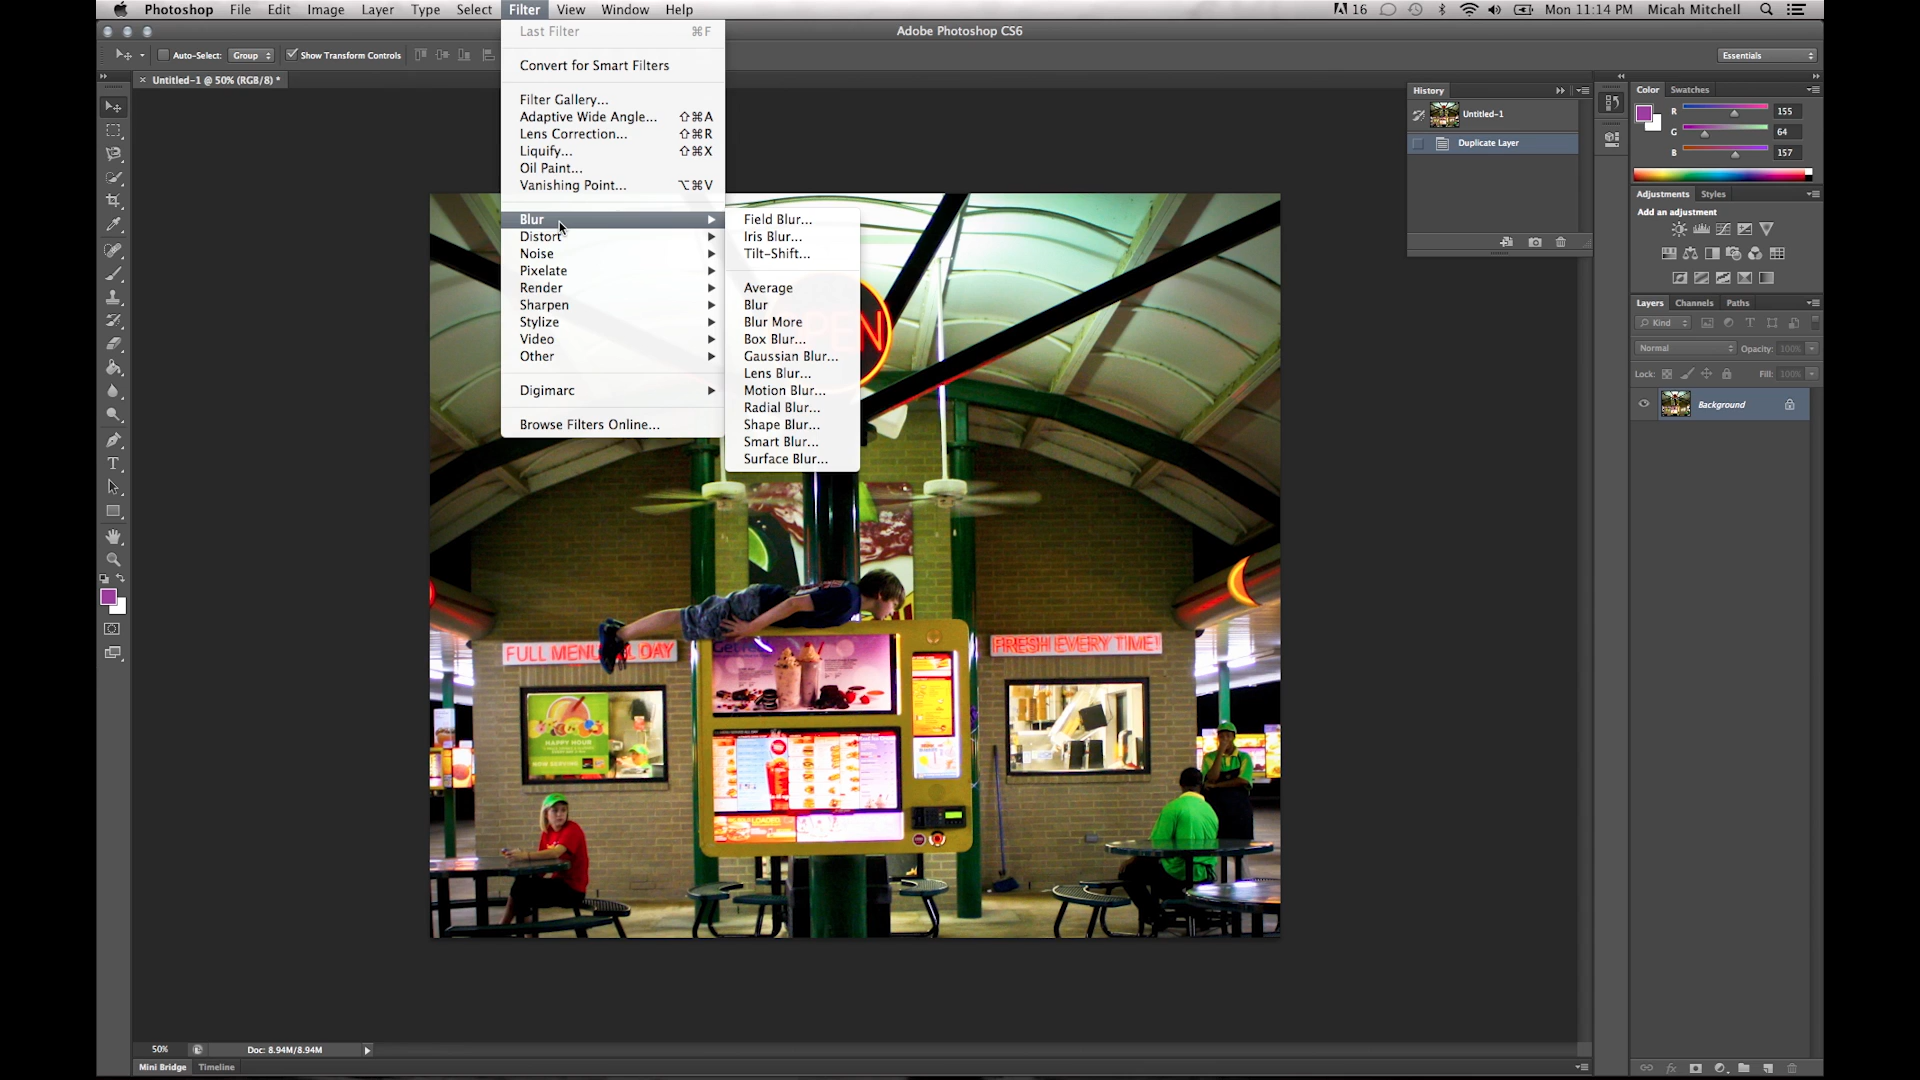 Photoshop File Edit Image Layer Type Select Filter View Window Help 16 Mon 11:14 PM Micah Mitchell
Adobe Photoshop CS6
Auto-Select: Group Show Transform Controls Essentials
Untitled-1 @ 50% (RGB/8) *
Last Filter ⌘F
Convert for Smart Filters
Filter Gallery...
Adaptive Wide Angle... ⇧⌘A
Lens Correction... ⇧⌘R
Liquify... ⇧⌘X
Oil Paint...
Vanishing Point... ⌥⌘V
Blur
Distort
Noise
Pixelate
Render
Sharpen
Stylize
Video
Other
Digimarc
Browse Filters Online...
Field Blur...
Iris Blur...
Tilt-Shift...
Average
Blur
Blur More
Box Blur...
Gaussian Blur...
Lens Blur...
Motion Blur...
Radial Blur...
Shape Blur...
Smart Blur...
Surface Blur...
History
Untitled-1
Duplicate Layer
Color Swatches
R 155
G 64
B 157
Adjustments Styles
Add an adjustment
Layers Channels Paths
Kind
Normal Opacity: 100%
Lock: Fill: 100%
Background
FULL MENU ALL DAY
FRESH EVERY TIME!
HAPPY HOUR
NOW SERVING
50% Doc: 8.94M/8.94M
Mini Bridge Timeline